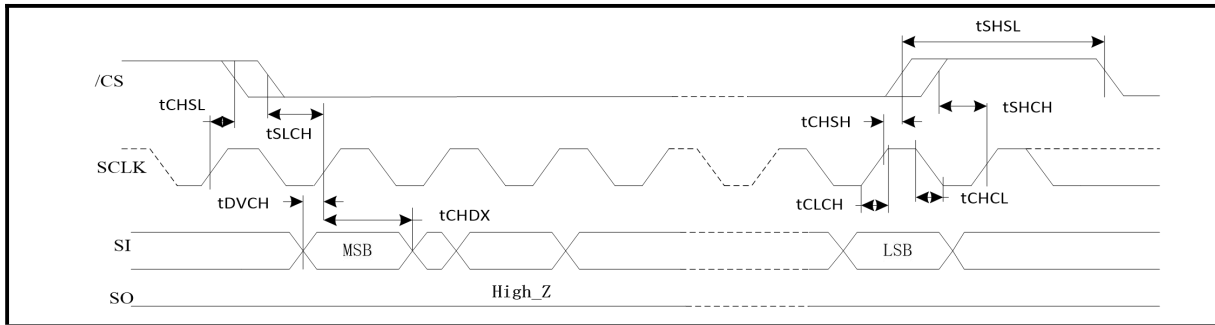 tSHSL
/CS
tCHSL
tSLCH
tCHSH
tSHCH
SCLK
tDVCH
tCHDX
tCLCH
tCHCL
SI
MSB
LSB
High_Z
SO